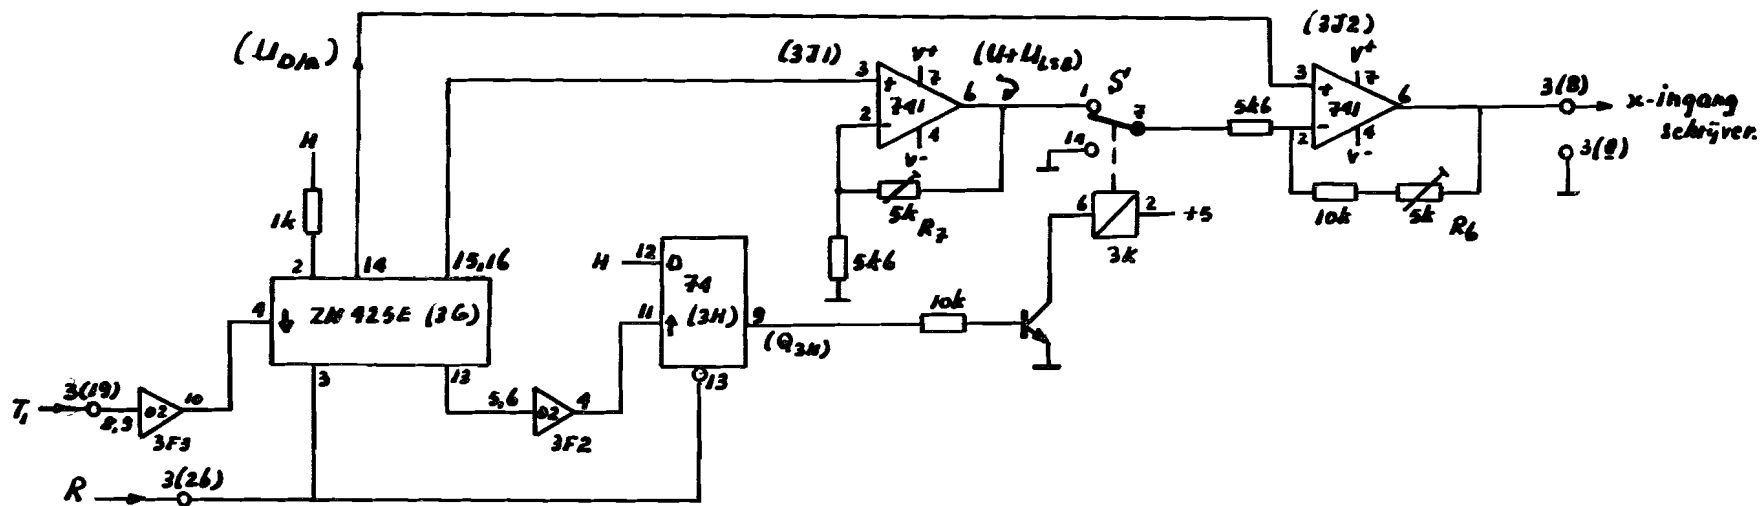 (U D/A)
(3J1)
(U+U LSB)
S'
(3J2)
V+
7
3
+
741
2
-
4
V-
6
1
14
7
5k6
V+
7
3
+
741
2
-
4
V-
6
3(B)
x-ingang
schrijver.
3(0)
H
1k
5k
R7
5k6
10k
5k
R6
6
2
+5
3K
2
14
15,16
4
ZN 425E (3G)
3
13
H
12
D
74
(3H)
11
9
(Q3H)
13
10k
T1
3(19)
8,9
02
10
3F3
5,6
02
4
3F2
R
3(26)